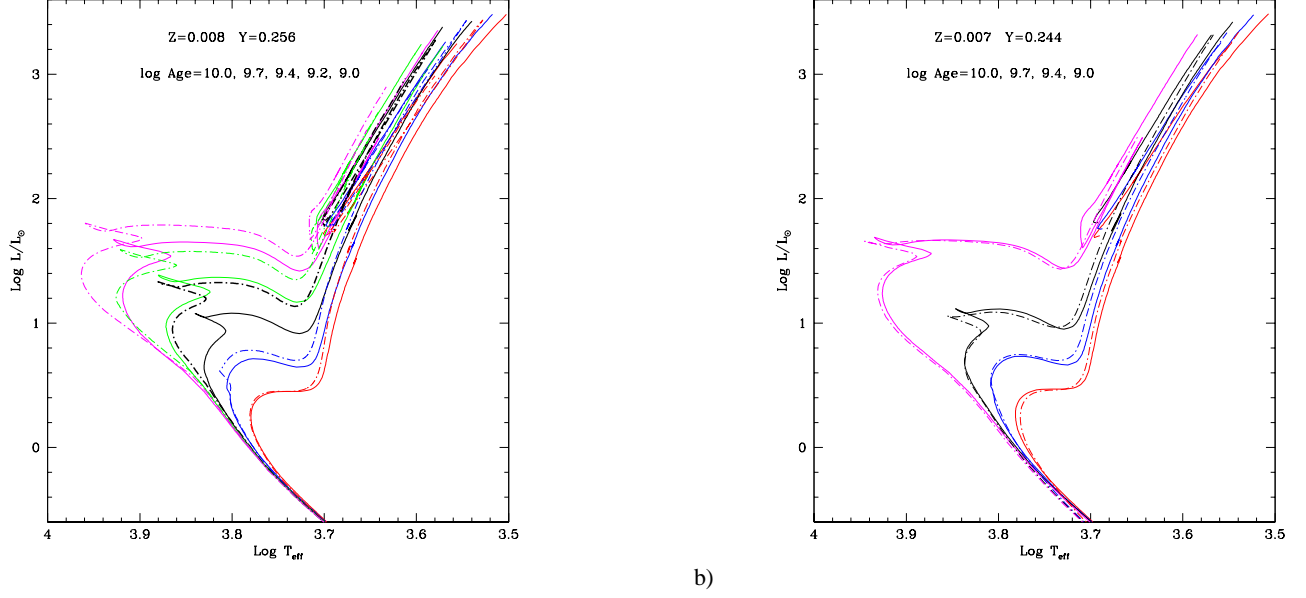 Z=0.008 Y=0.256
log Age=10.0, 9.7, 9.4, 9.2, 9.0
Log L/L⊙
3
2
1
0
4
3.9
3.8
3.7
3.6
3.5
Log T_eff
b)
Z=0.007 Y=0.244
log Age=10.0, 9.7, 9.4, 9.0
Log L/L⊙
3
2
1
0
4
3.9
3.8
3.7
3.6
3.5
Log T_eff